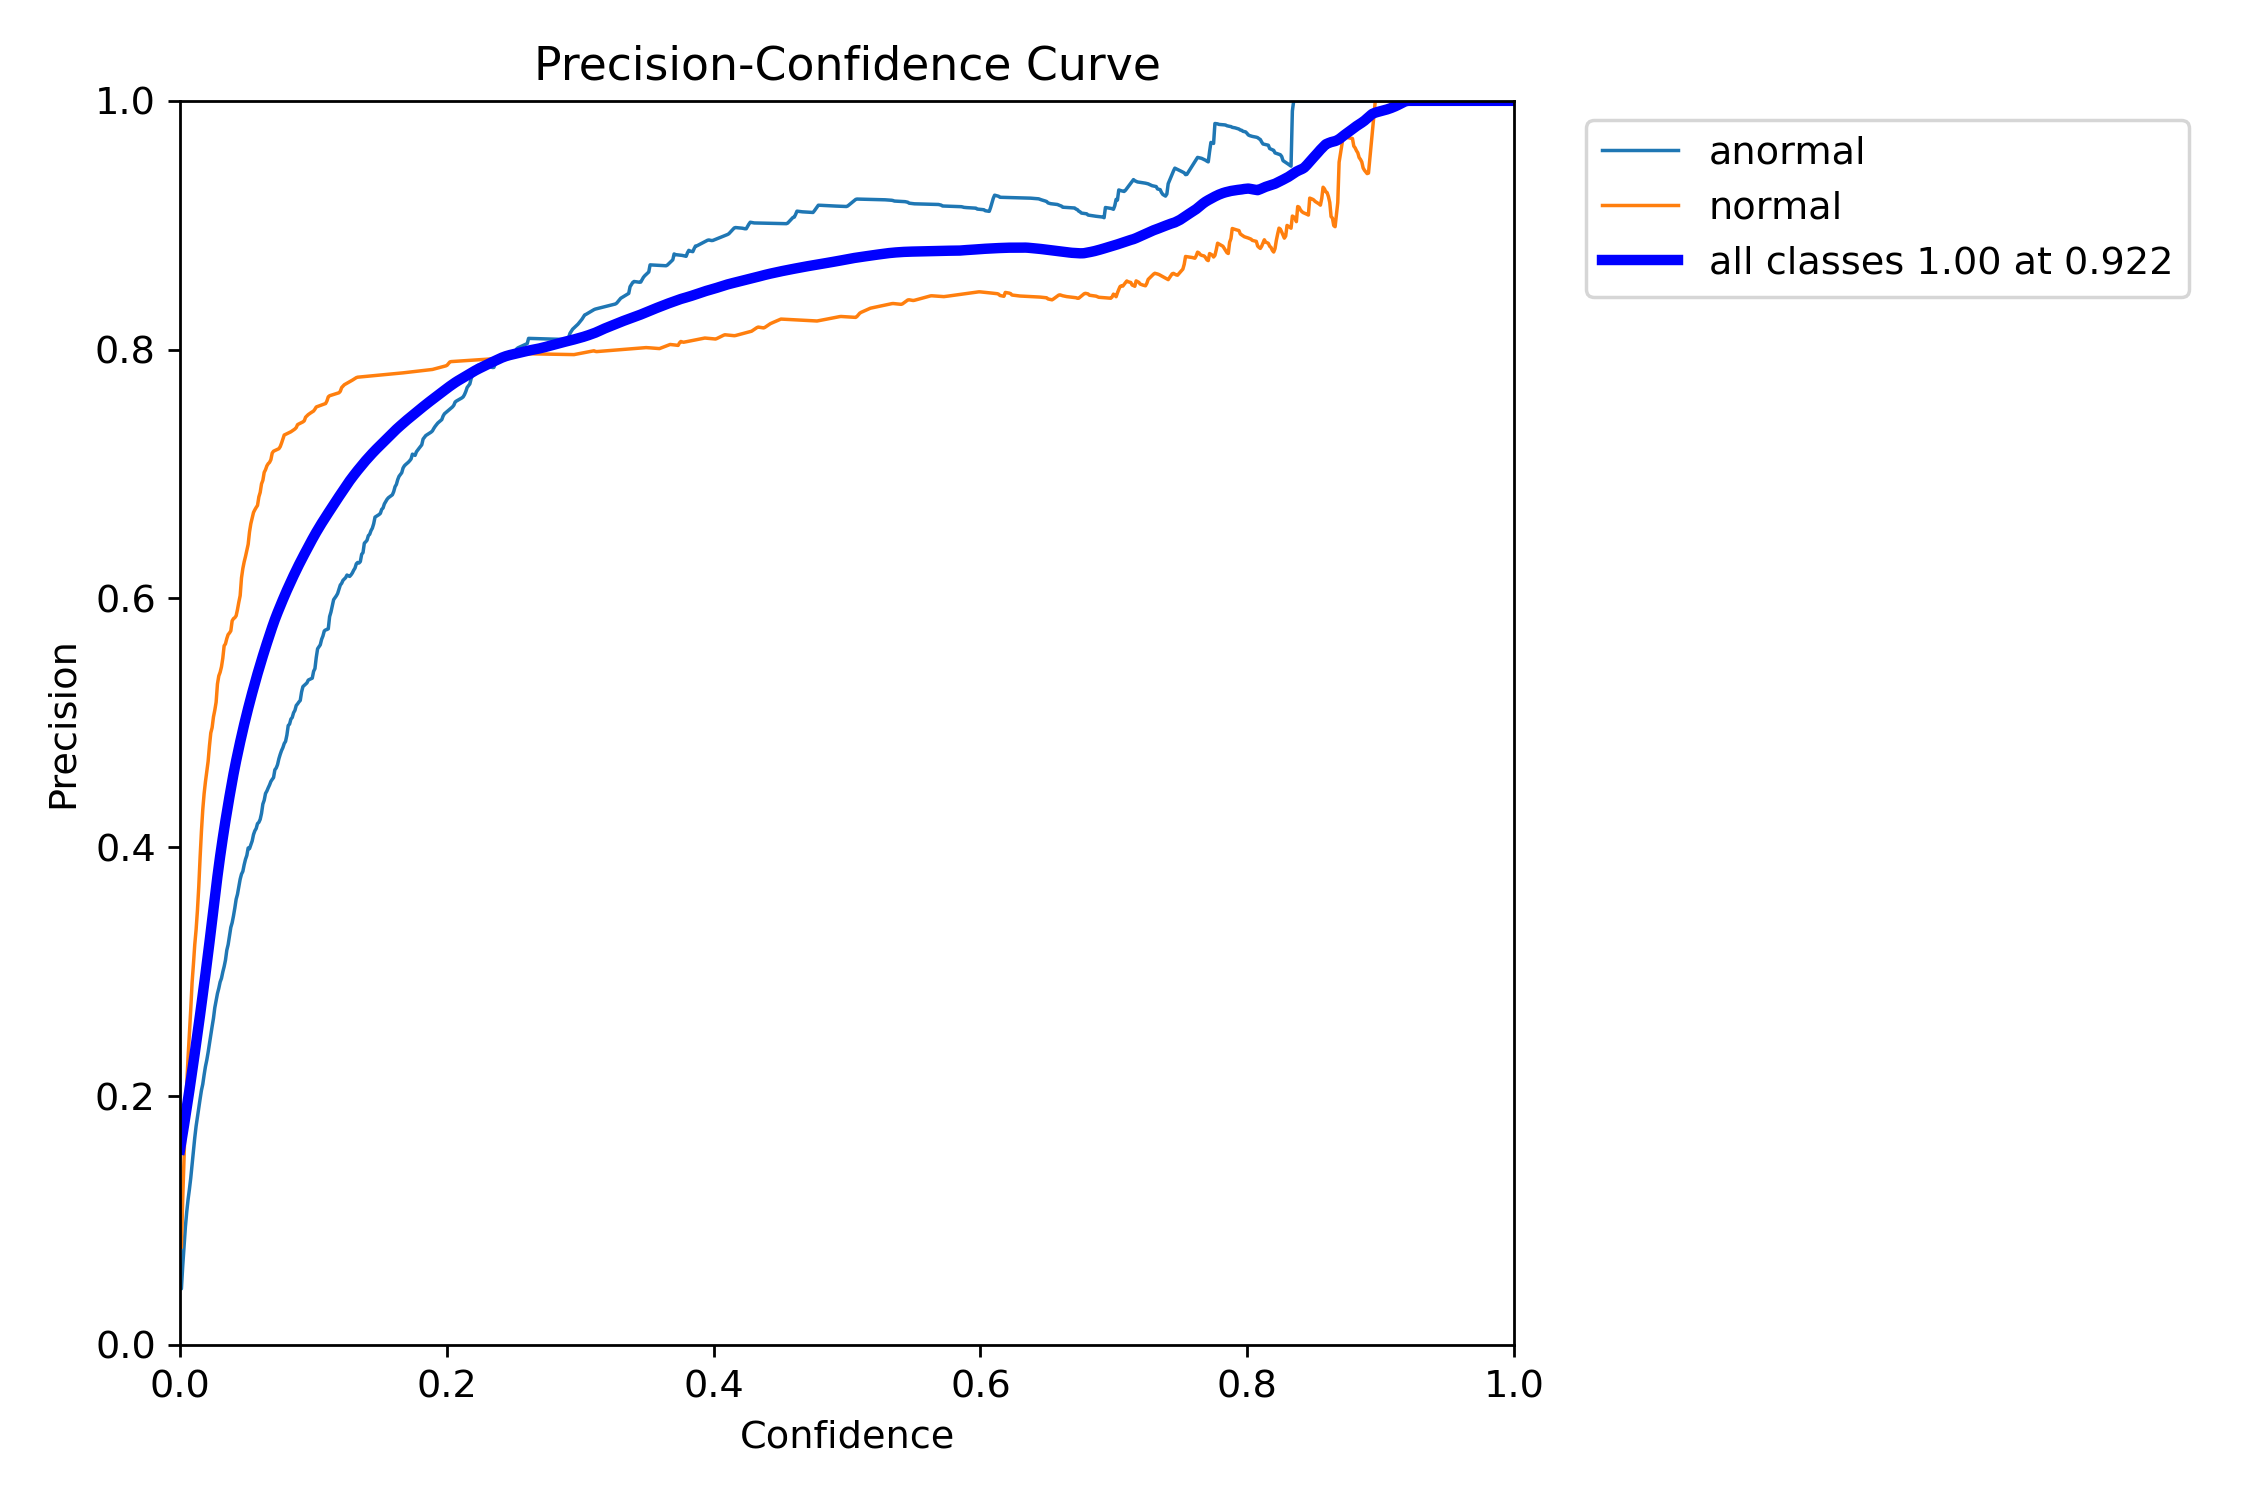 Precision-Confidence Curve
1.0
0.8
0.6
0.4
0.2
0.0
Precision
0.0 0.2 0.4 0.6 0.8 1.0
Confidence
anormal
normal
all classes 1.00 at 0.922